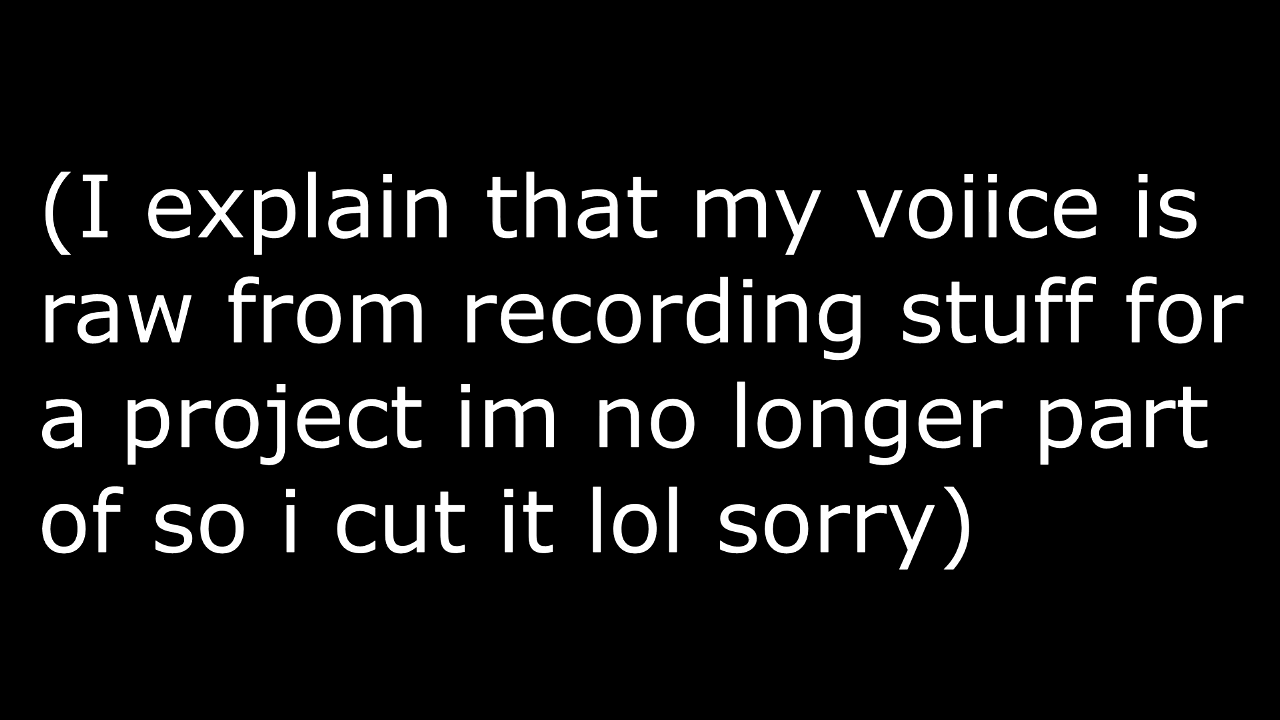 (I explain that my voiice is
raw from recording stuff for
a project im no longer part
of so i cut it lol sorry)